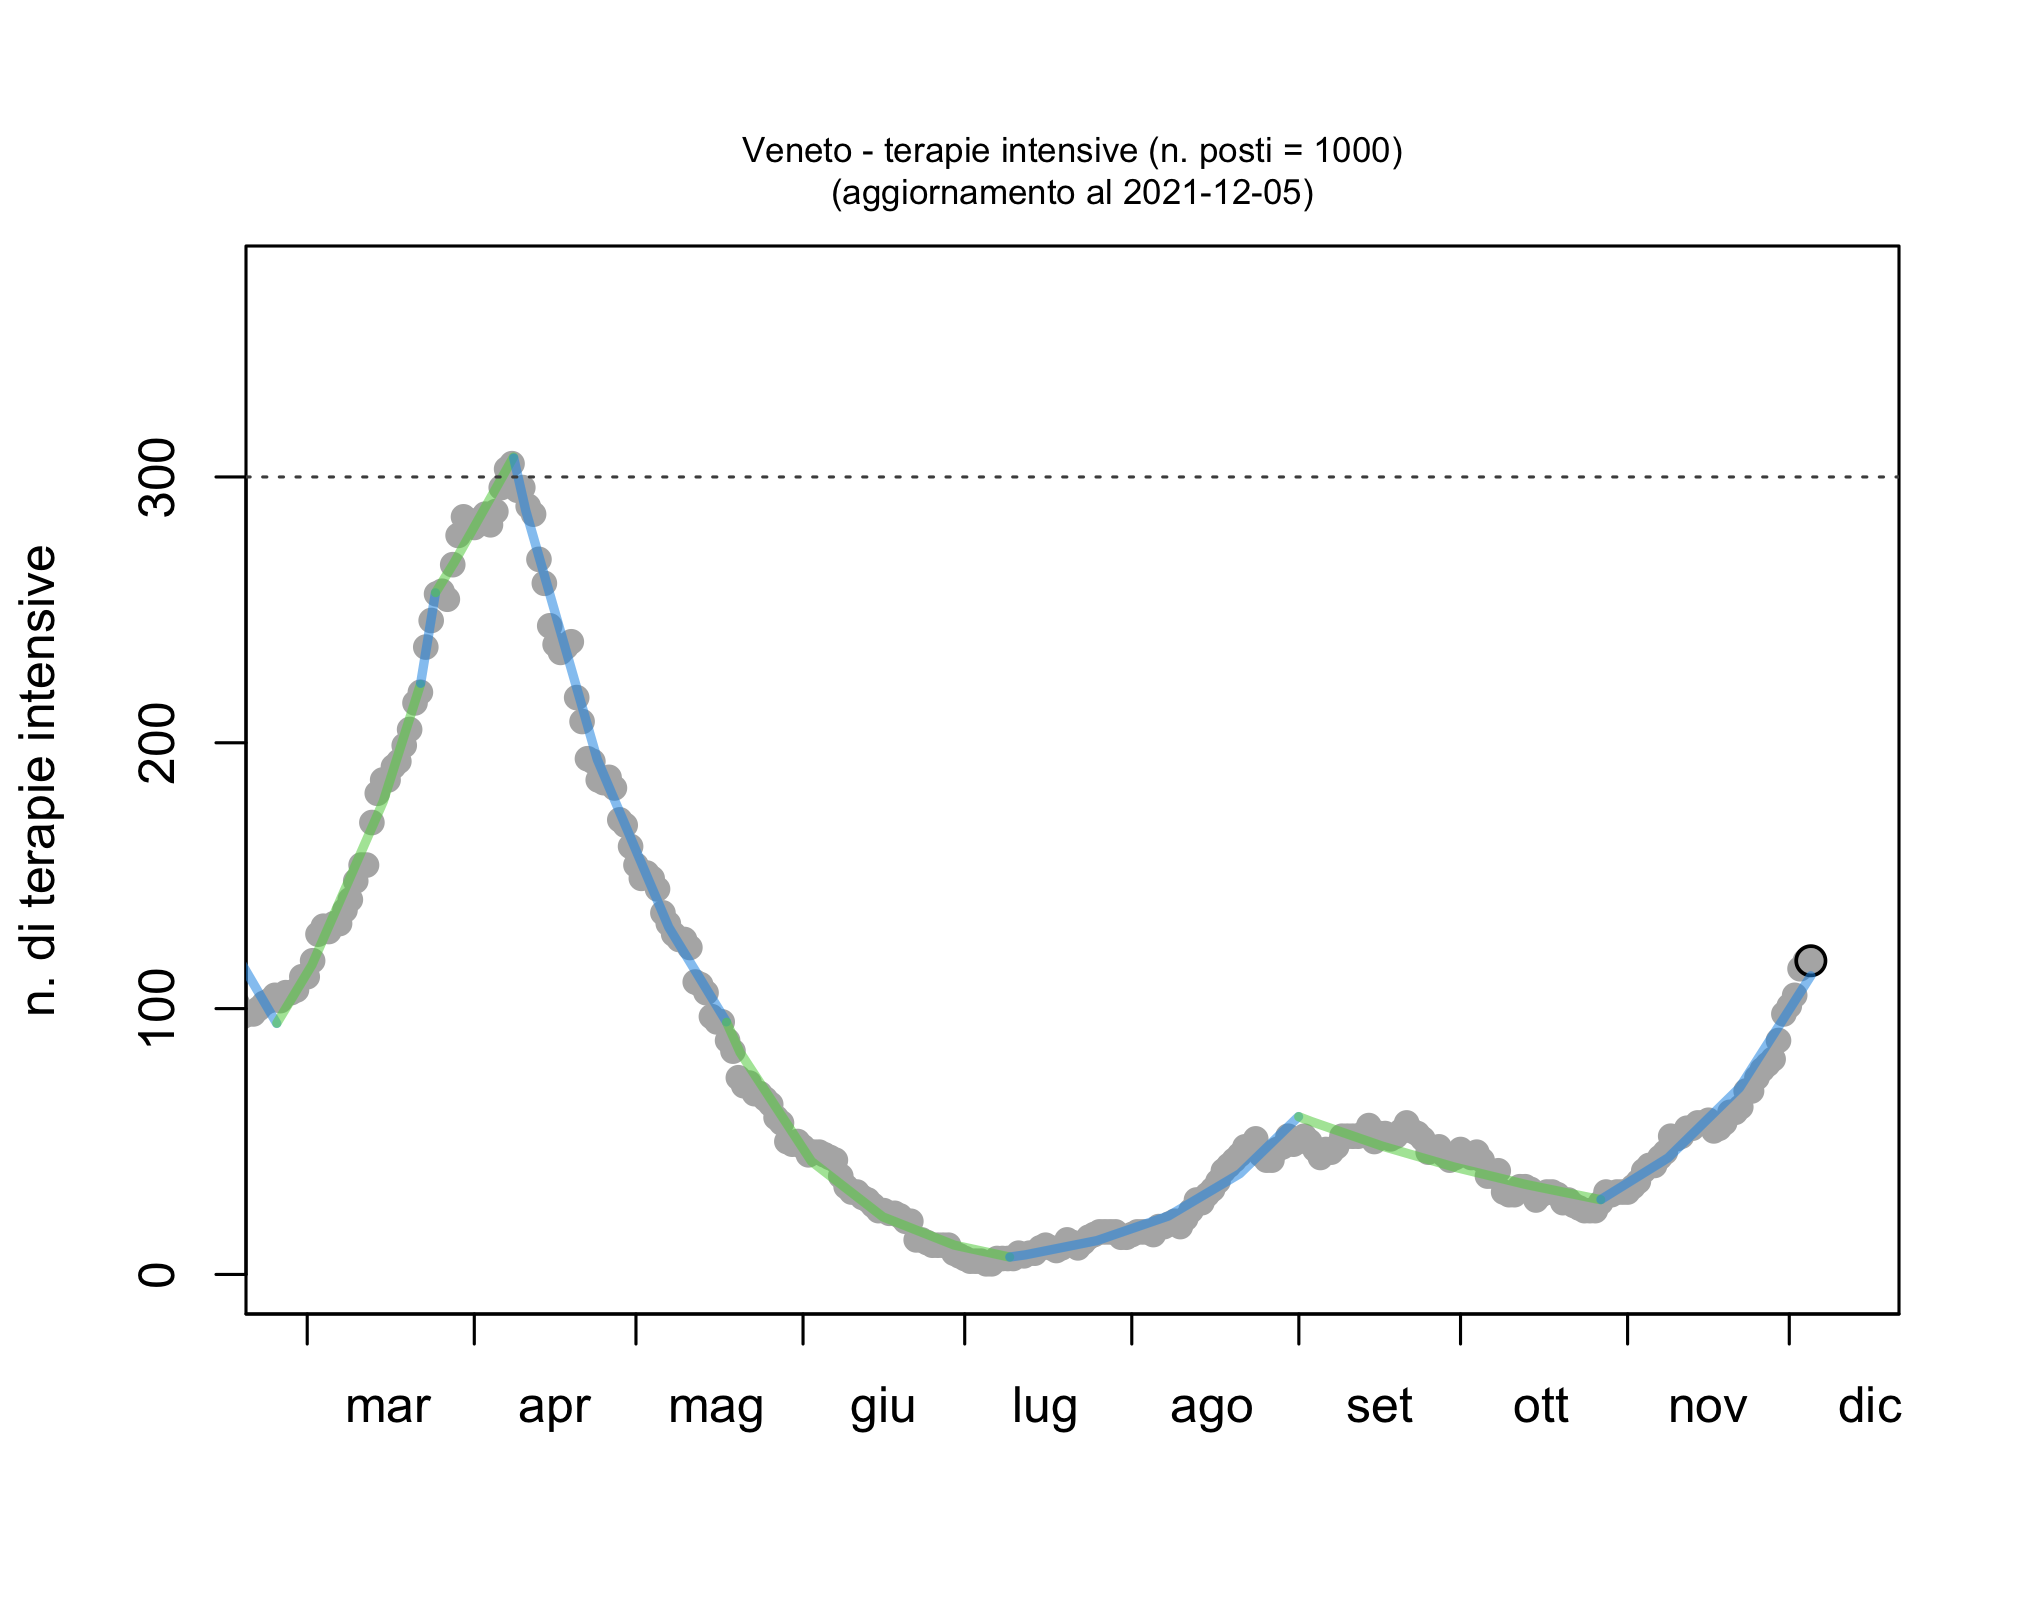 Veneto - terapie intensive (n. posti = 1000)
(aggiornamento al 2021-12-05)
n. di terapie intensive
300
200
100
0
mar apr mag giu lug ago set ott nov dic